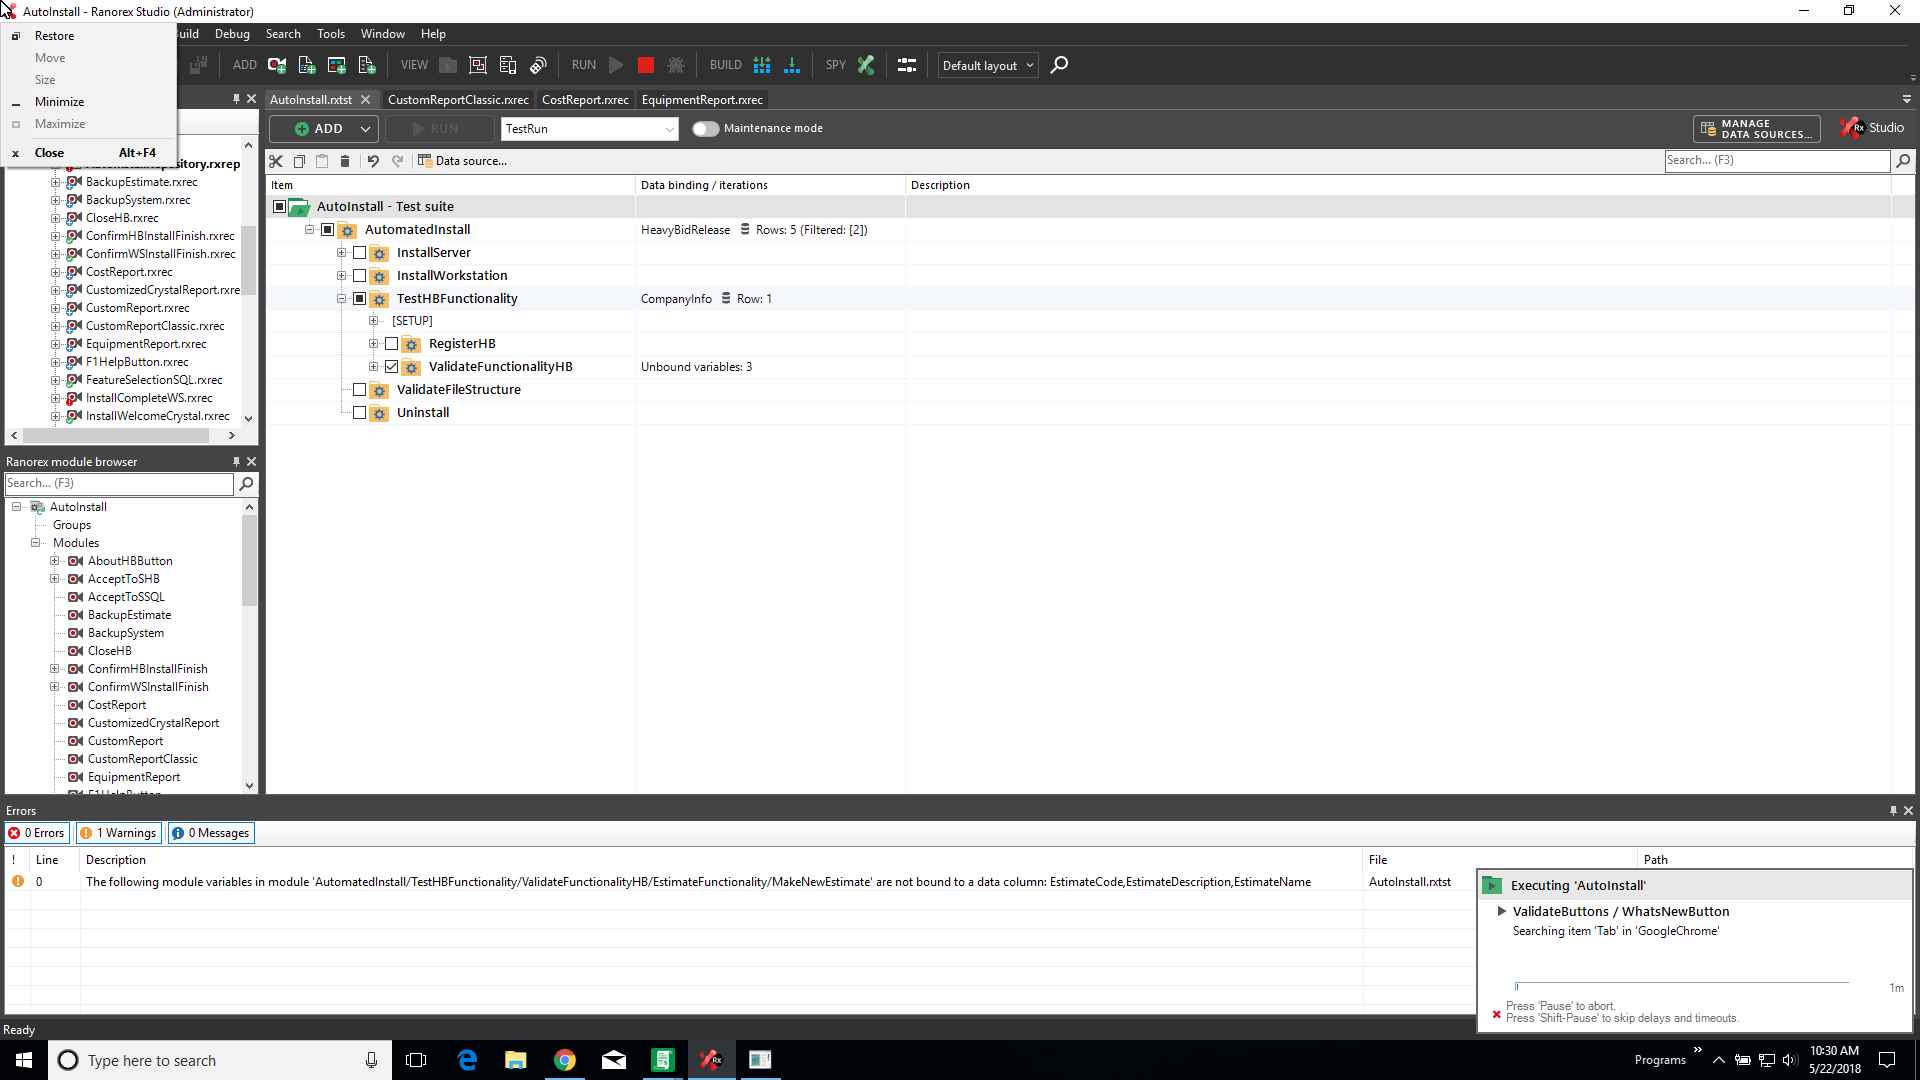 AutoInstall - Ranorex Studio (Administrator)
Restore
Move
Size
Minimize
Maximize
Close Alt+F4
uild Debug Search Tools Window Help
ADD VIEW RUN BUILD SPY Default layout
AutoInstall.rxtst CustomReportClassic.rxrec CostReport.rxrec EquipmentReport.rxrec
ADD RUN TestRun Maintenance mode MANAGE DATA SOURCES... Rx Studio
Data source... Search... (F3)
Item Data binding / iterations Description
AutoInstall - Test suite
AutomatedInstall HeavyBidRelease Rows: 5 (Filtered: [2])
InstallServer
InstallWorkstation
TestHBFunctionality CompanyInfo Row: 1
[SETUP]
RegisterHB
ValidateFunctionalityHB Unbound variables: 3
ValidateFileStructure
Uninstall
BackupEstimate.rxrec
BackupSystem.rxrec
CloseHB.rxrec
ConfirmHBInstallFinish.rxrec
ConfirmWSInstallFinish.rxrec
CostReport.rxrec
CustomizedCrystalReport.rxre
CustomReport.rxrec
CustomReportClassic.rxrec
EquipmentReport.rxrec
F1HelpButton.rxrec
FeatureSelectionSQL.rxrec
InstallCompleteWS.rxrec
InstallWelcomeCrystal.rxrec
Ranorex module browser
Search... (F3)
AutoInstall
Groups
Modules
AboutHBButton
AcceptToSHB
AcceptToSSQL
BackupEstimate
BackupSystem
CloseHB
ConfirmHBInstallFinish
ConfirmWSInstallFinish
CostReport
CustomizedCrystalReport
CustomReport
CustomReportClassic
EquipmentReport
Errors
0 Errors 1 Warnings 0 Messages
! Line Description File Path
0 The following module variables in module 'AutomatedInstall/TestHBFunctionality/ValidateFunctionalityHB/EstimateFunctionality/MakeNewEstimate' are not bound to a data column: EstimateCode,EstimateDescription,EstimateName AutoInstall.rxtst
Executing 'AutoInstall'
ValidateButtons / WhatsNewButton
Searching item 'Tab' in 'GoogleChrome'
1m
Press 'Pause' to abort.
Press 'Shift-Pause' to skip delays and timeouts.
Ready
Type here to search
Programs
10:30 AM
5/22/2018